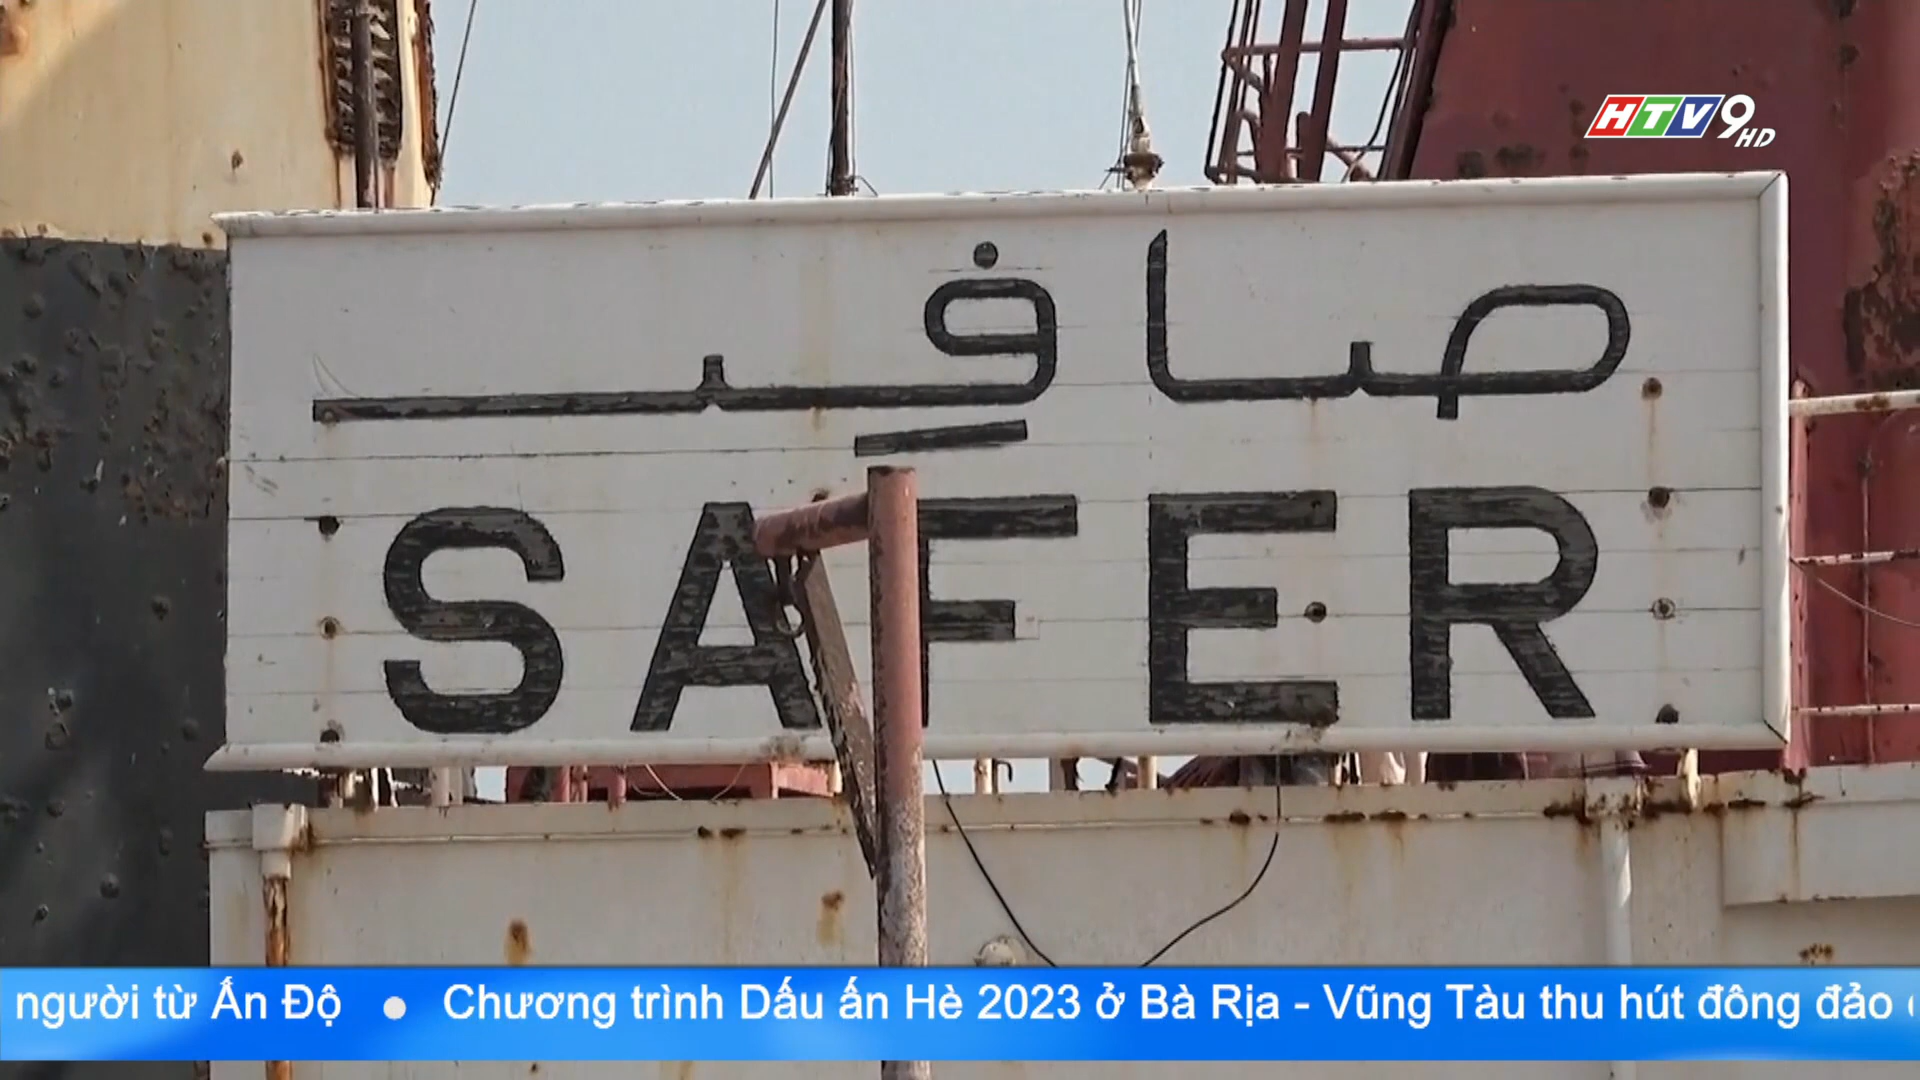 HTV9 HD
صافِر
SAFER
người từ Ấn Độ ● Chương trình Dấu ấn Hè 2023 ở Bà Rịa - Vũng Tàu thu hút đông đảo